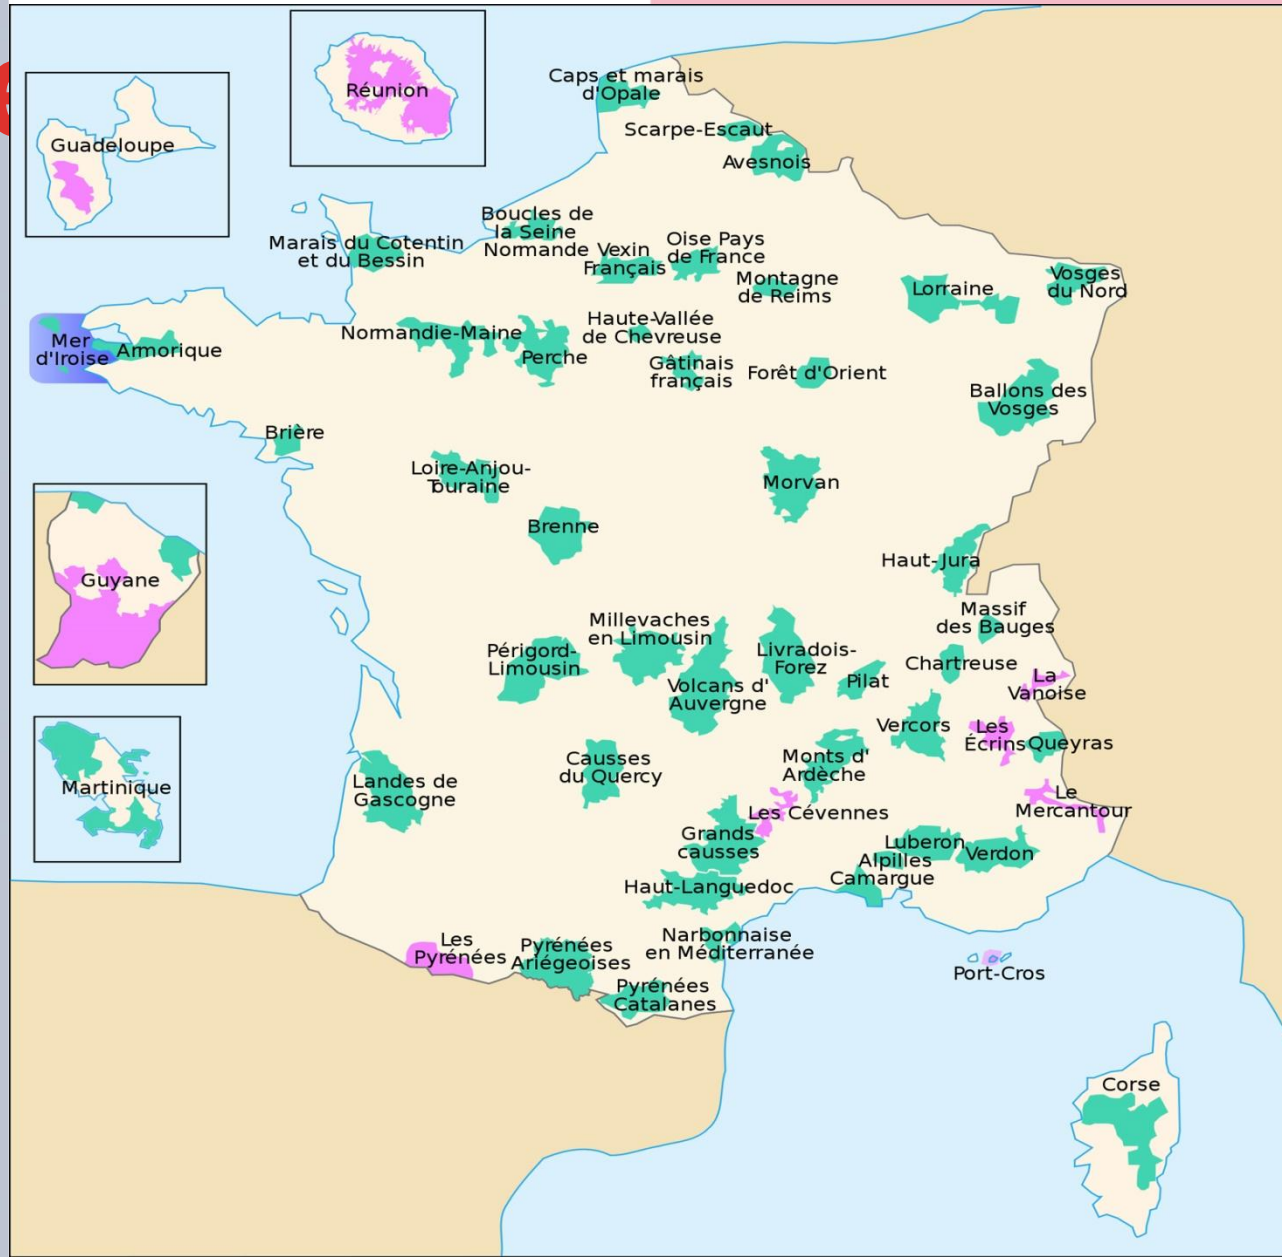 Réunion
Guadeloupe
Caps et marais
d'Opale
Scarpe-Escaut
Avesnois
Boucles de
la Seine
Normande
Marais du Cotentin
et du Bessin
Vexin
Français
Oise Pays
de France
Montagne
de Reims
Lorraine
Vosges
du Nord
Mer
d'Iroise
Armorique
Normandie-Maine
Perche
Haute-Vallée
de Chevreuse
Gâtinais
français
Forêt d'Orient
Ballons des
Vosges
Brière
Loire-Anjou-
Touraine
Morvan
Brenne
Haut-Jura
Guyane
Massif
des Bauges
Millevaches
en Limousin
Périgord-
Limousin
Livradois-
Forez
Chartreuse
Pilat
La
Vanoise
Volcans d'
Auvergne
Vercors
Les
Écrins
Queyras
Martinique
Landes de
Gascogne
Causses
du Quercy
Monts d'
Ardèche
Les Cévennes
Le
Mercantour
Grands
causses
Luberon
Alpilles
Camargue
Verdon
Haut-Languedoc
Les
Pyrénées
Pyrénées
Ariégeoises
Narbonnaise
en Méditerranée
Pyrénées
Catalanes
Port-Cros
Corse